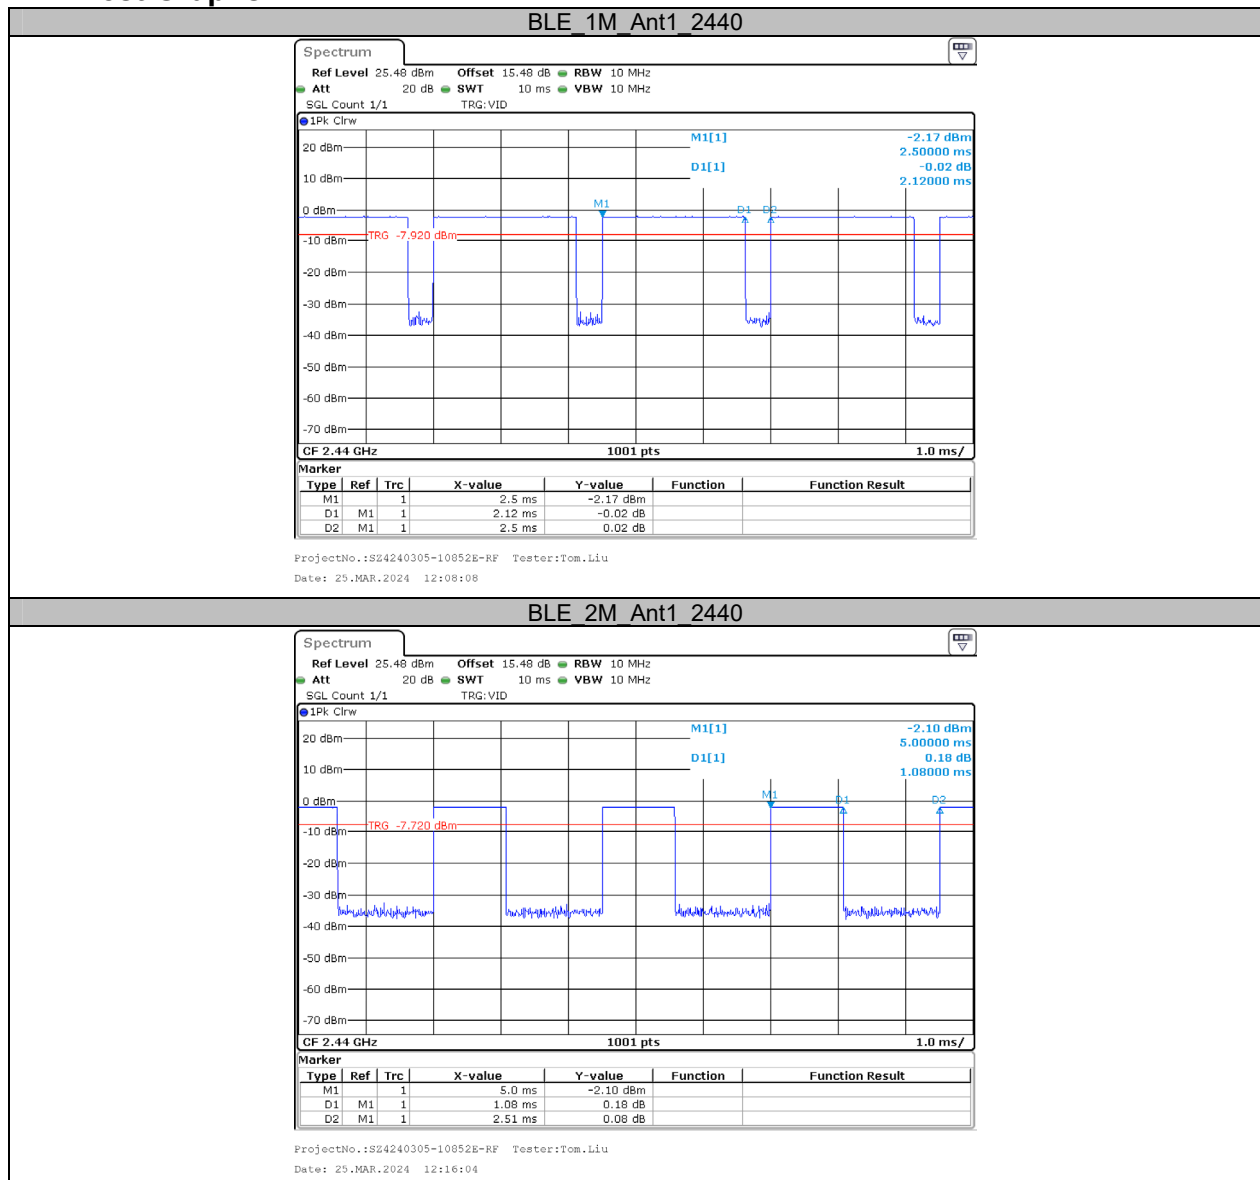 BLE_1M_Ant1_2440
Spectrum
Ref Level 25.48 dBm Offset 15.48 dB RBW 10 MHz
Att 20 dB SWT 10 ms VBW 10 MHz
SGL Count 1/1 TRG:VID
1Pk Clrw
M1[1] -2.17 dBm
2.50000 ms
D1[1] -0.02 dB
2.12000 ms
20 dBm
10 dBm
0 dBm
M1
D1 D2
TRG -7.920 dBm
-10 dBm
-20 dBm
-30 dBm
-40 dBm
-50 dBm
-60 dBm
-70 dBm
CF 2.44 GHz 1001 pts 1.0 ms/
Marker
Type Ref Trc X-value Y-value Function Function Result
M1 1 2.5 ms -2.17 dBm
D1 M1 1 2.12 ms -0.02 dB
D2 M1 1 2.5 ms 0.02 dB
ProjectNo.:SZ4240305-10852E-RF Tester:Tom.Liu
Date: 25.MAR.2024 12:08:08
BLE_2M_Ant1_2440
Spectrum
Ref Level 25.48 dBm Offset 15.48 dB RBW 10 MHz
Att 20 dB SWT 10 ms VBW 10 MHz
SGL Count 1/1 TRG:VID
1Pk Clrw
M1[1] -2.10 dBm
5.00000 ms
D1[1] 0.18 dB
1.08000 ms
20 dBm
10 dBm
0 dBm
M1
D1
D2
TRG -7.720 dBm
-10 dBm
-20 dBm
-30 dBm
-40 dBm
-50 dBm
-60 dBm
-70 dBm
CF 2.44 GHz 1001 pts 1.0 ms/
Marker
Type Ref Trc X-value Y-value Function Function Result
M1 1 5.0 ms -2.10 dBm
D1 M1 1 1.08 ms 0.18 dB
D2 M1 1 2.51 ms 0.08 dB
ProjectNo.:SZ4240305-10852E-RF Tester:Tom.Liu
Date: 25.MAR.2024 12:16:04